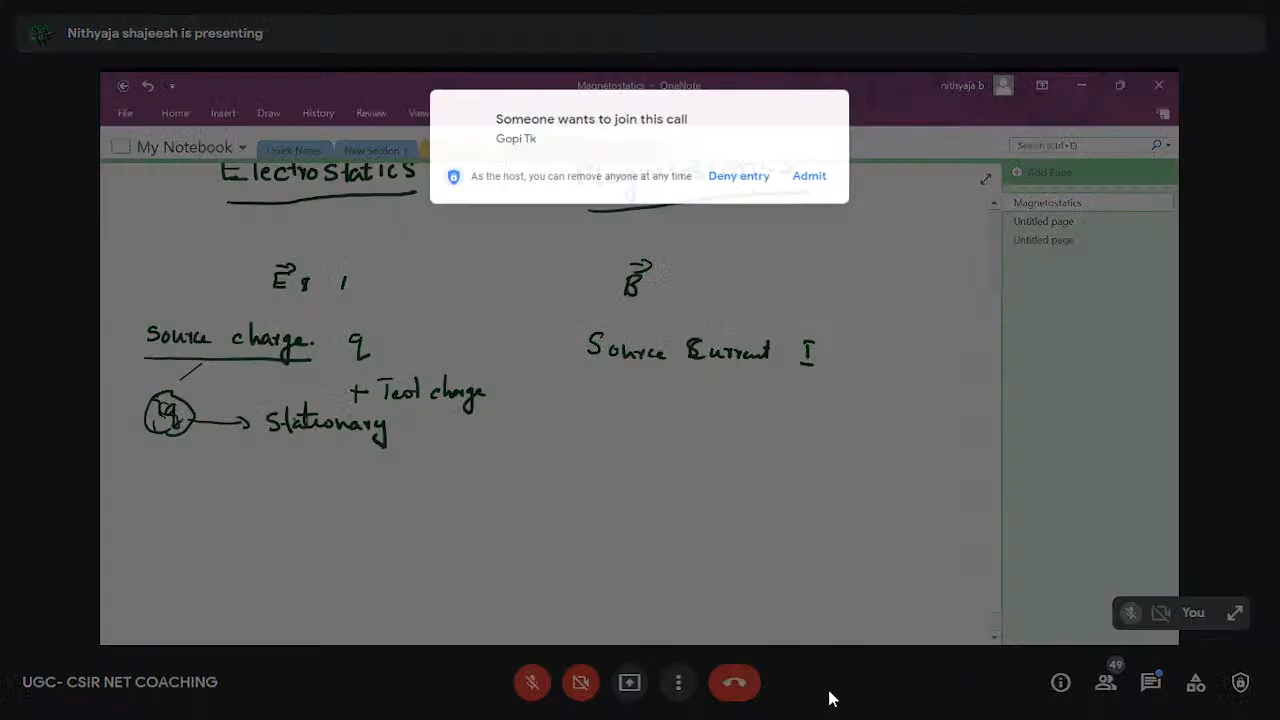 Nithyaja shajeesh is presenting
Magnetostatics - OneNote
nithyaja b
File Home Insert Draw History Review View
Someone wants to join this call
Gopi Tk
As the host, you can remove anyone at any time Deny entry Admit
My Notebook
Quick Notes
New Section 1
Search (Ctrl+E)
Add Page
Magnetostatics
Untitled page
Untitled page
Electrostatics
E
B
Source charge. q
Source Current I
+ Test charge
q → Stationary
You
UGC- CSIR NET COACHING
49